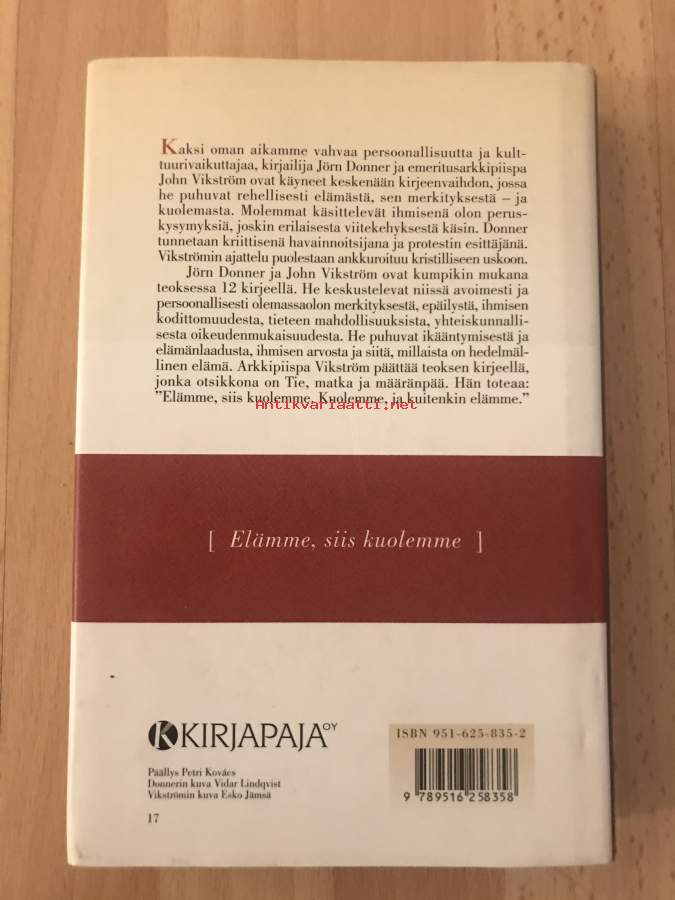 Kaksi oman aikamme vahvaa persoonallisuutta ja kult-
tuurivaikuttajaa, kirjailija Jörn Donner ja emeritusarkkipiispa
John Vikström ovat käyneet keskenään kirjeenvaihdon, jossa
he puhuvat rehellisesti elämästä, sen merkityksestä – ja
kuolemasta. Molemmat käsittelevät ihmisenä olon perus-
kysymyksiä, joskin erilaisesta viitekehyksestä käsin. Donner
tunnetaan kriittisenä havainnoitsijana ja protestin esittäjänä.
Vikströmin ajattelu puolestaan ankkuroituu kristilliseen uskoon.
Jörn Donner ja John Vikström ovat kumpikin mukana
teoksessa 12 kirjeellä. He keskustelevat niissä avoimesti ja
persoonallisesti olemassaolon merkityksestä, epäilystä, ihmisen
kodittomuudesta, tieteen mahdollisuuksista, yhteiskunnalli-
sesta oikeudenmukaisuudesta. He puhuvat ikääntymisestä ja
elämänlaadusta, ihmisen arvosta ja siitä, millaista on hedelmäl-
linen elämä. Arkkipiispa Vikström päättää teoksen kirjeellä,
jonka otsikkona on Tie, matka ja määränpää. Hän toteaa:
”Elämme, siis kuolemme. Kuolemme, ja kuitenkin elämme.”
Antikvariaatti.net
[ Elämme, siis kuolemme ]
KIRJAPAJA OY
ISBN 951-625-835-2
Päällys Petri Kovács
Donnerin kuva Vidar Lindqvist
Vikströmin kuva Esko Jämsä
17
9 789516 258358